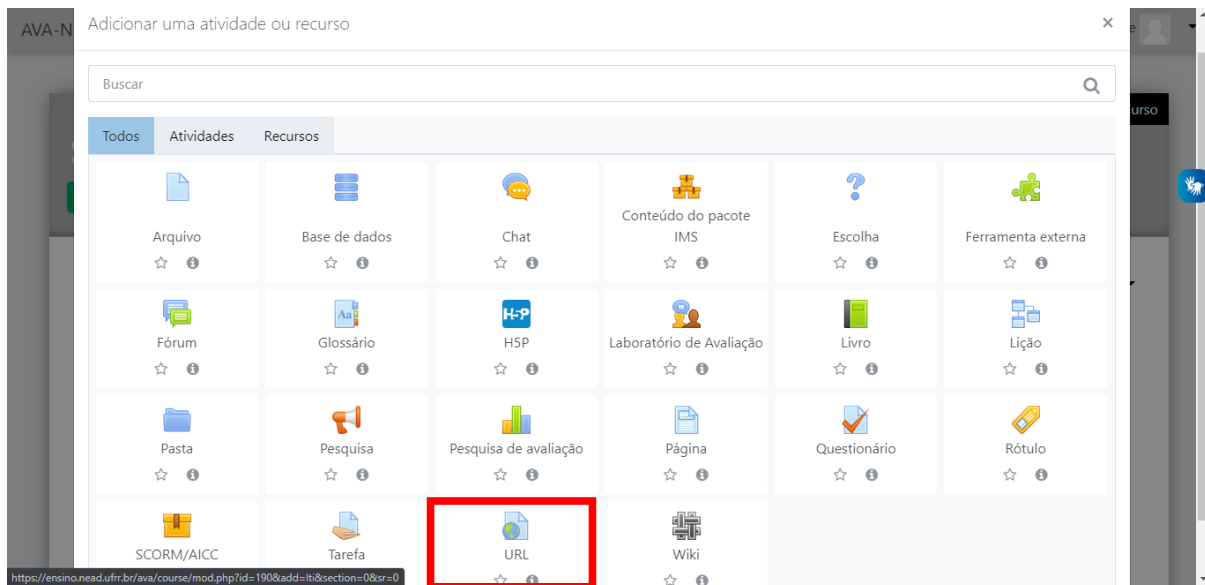 AVA-N
Adicionar uma atividade ou recurso
×
e
Buscar
urso
Todos Atividades Recursos
Arquivo
Base de dados
Chat
Conteúdo do pacote
IMS
Escolha
Ferramenta externa
Aa
H5P
Fórum
Glossário
H5P
Laboratório de Avaliação
Livro
Lição
Pasta
Pesquisa
Pesquisa de avaliação
Página
Questionário
Rótulo
SCORM/AICC
Tarefa
URL
Wiki
https://ensino.nead.ufrr.br/ava/course/mod.php?id=190&add=lti&section=0&sr=0